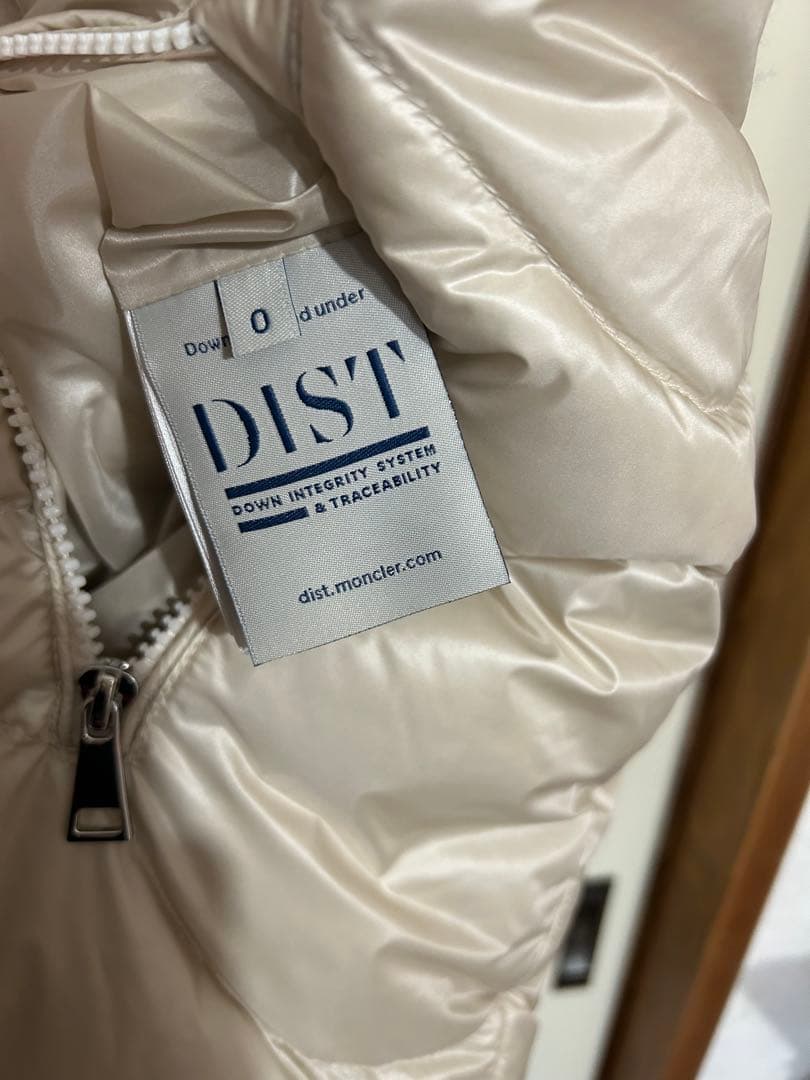 0
Down d under
DIST
DOWN INTEGRITY SYSTEM
& TRACEABILITY
dist.moncler.com